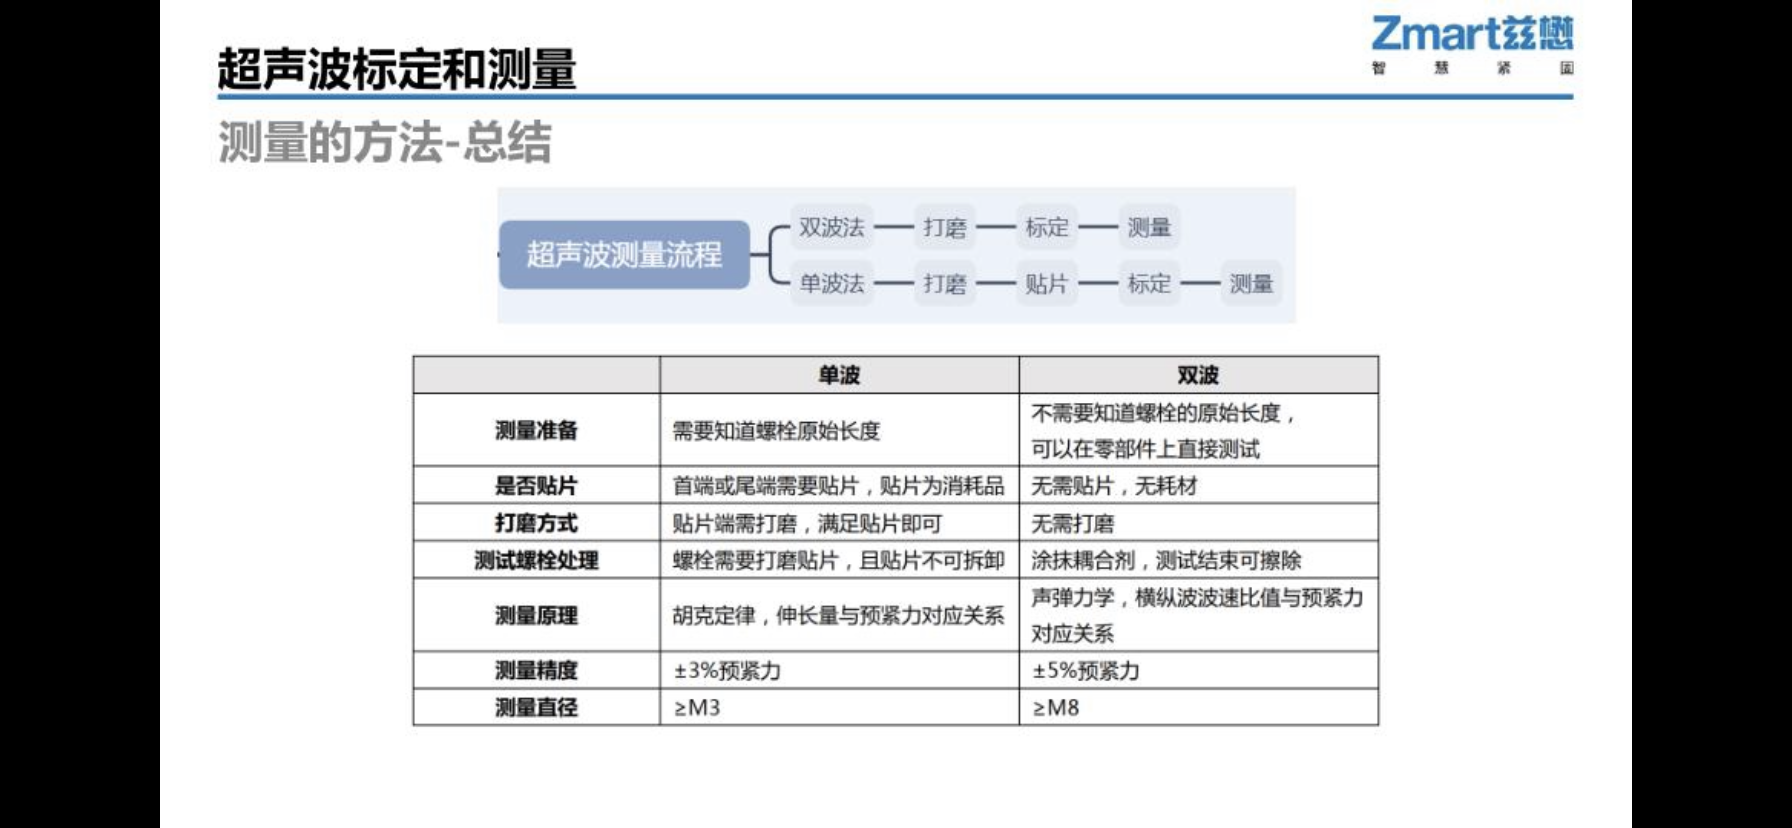 Zmart兹懋
智慧紧固
超声波标定和测量
测量的方法-总结
超声波测量流程
双波法 打磨 标定 测量
单波法 打磨 贴片 标定 测量
单波 双波
测量准备 需要知道螺栓原始长度 不需要知道螺栓的原始长度，
可以在零部件上直接测试
是否贴片 首端或尾端需要贴片，贴片为消耗品 无需贴片，无耗材
打磨方式 贴片端需打磨，满足贴片即可 无需打磨
测试螺栓处理 螺栓需要打磨贴片，且贴片不可拆卸 涂抹耦合剂，测试结束可擦除
测量原理 胡克定律，伸长量与预紧力对应关系 声弹力学，横纵波波速比值与预紧力
对应关系
测量精度 ±3%预紧力 ±5%预紧力
测量直径 ≥M3 ≥M8